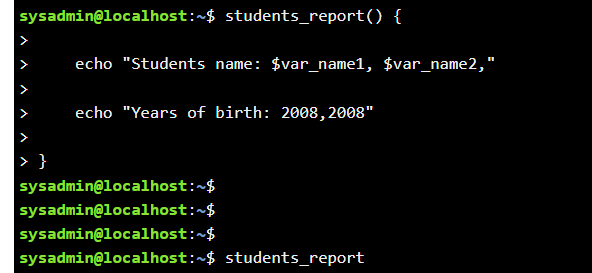 sysadmin@localhost:~$ students_report() {
>
>     echo "Students name: $var_name1, $var_name2,"
>
>     echo "Years of birth: 2008,2008"
>
> }
sysadmin@localhost:~$
sysadmin@localhost:~$
sysadmin@localhost:~$
sysadmin@localhost:~$ students_report